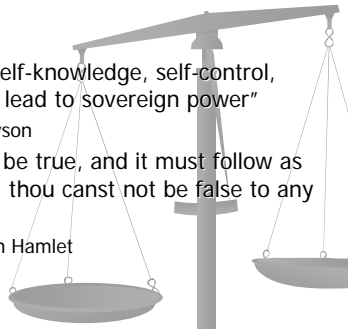 elf-knowledge, self-control,
lead to sovereign power”
son
be true, and it must follow as
thou canst not be false to any
Hamlet